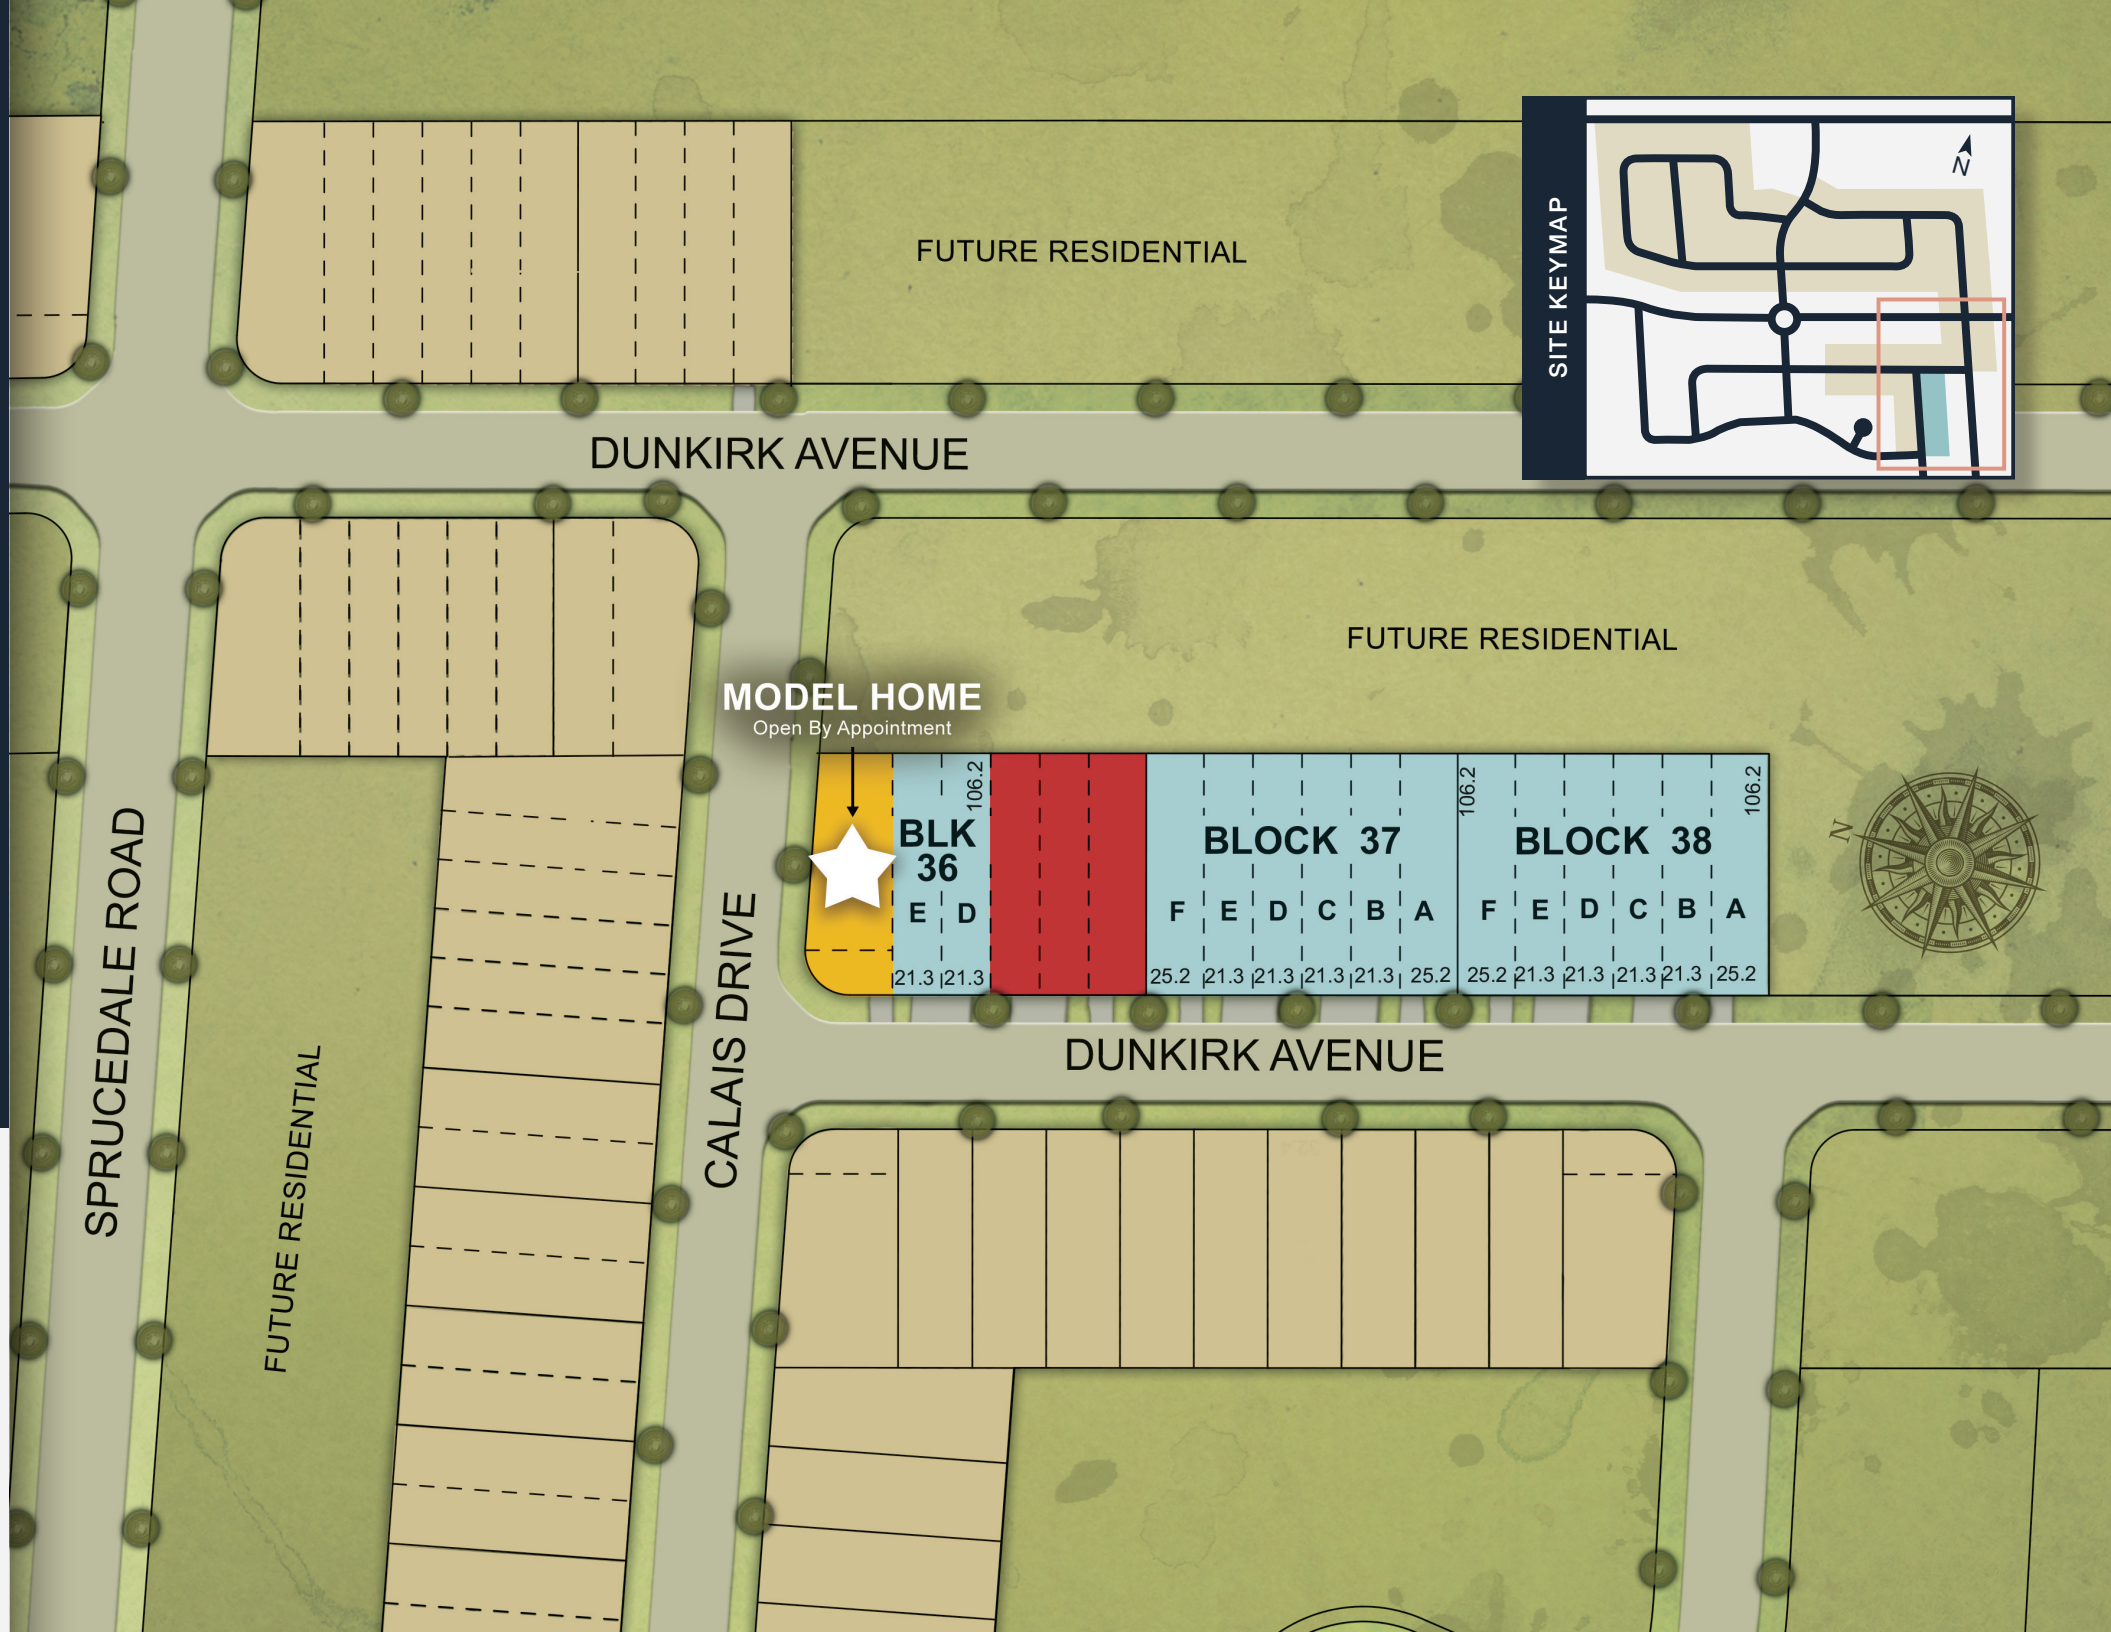 SITE KEYMAP
N
FUTURE RESIDENTIAL
DUNKIRK AVENUE
FUTURE RESIDENTIAL
MODEL HOME
Open By Appointment
106.2
106.2
106.2
BLK
36
BLOCK 37
BLOCK 38
N
E D
F E D C B A
F E D C B A
21.3 21.3
25.2 21.3 21.3 21.3 21.3 25.2
25.2 21.3 21.3 21.3 21.3 25.2
SPRUCEDALE ROAD
CALAIS DRIVE
DUNKIRK AVENUE
FUTURE RESIDENTIAL